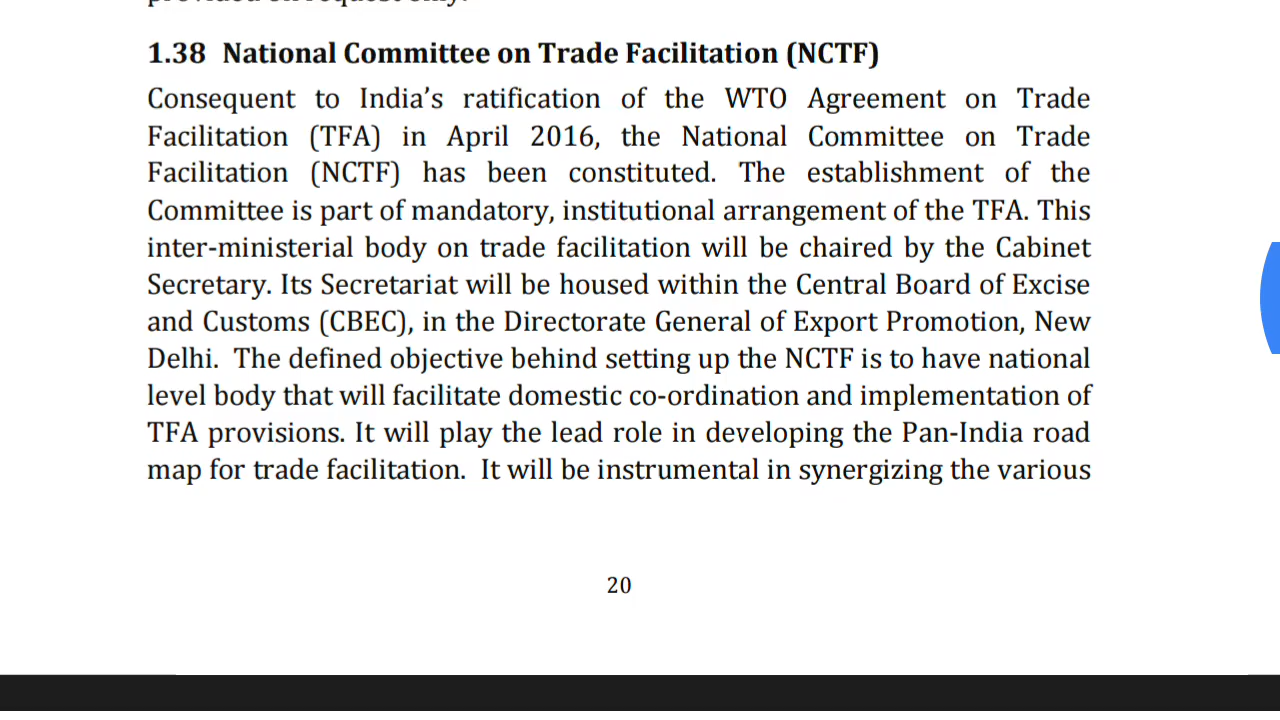 provided on request only.
1.38 National Committee on Trade Facilitation (NCTF)
Consequent to India’s ratification of the WTO Agreement on Trade
Facilitation (TFA) in April 2016, the National Committee on Trade
Facilitation (NCTF) has been constituted. The establishment of the
Committee is part of mandatory, institutional arrangement of the TFA. This
inter-ministerial body on trade facilitation will be chaired by the Cabinet
Secretary. Its Secretariat will be housed within the Central Board of Excise
and Customs (CBEC), in the Directorate General of Export Promotion, New
Delhi. The defined objective behind setting up the NCTF is to have national
level body that will facilitate domestic co-ordination and implementation of
TFA provisions. It will play the lead role in developing the Pan-India road
map for trade facilitation. It will be instrumental in synergizing the various
20